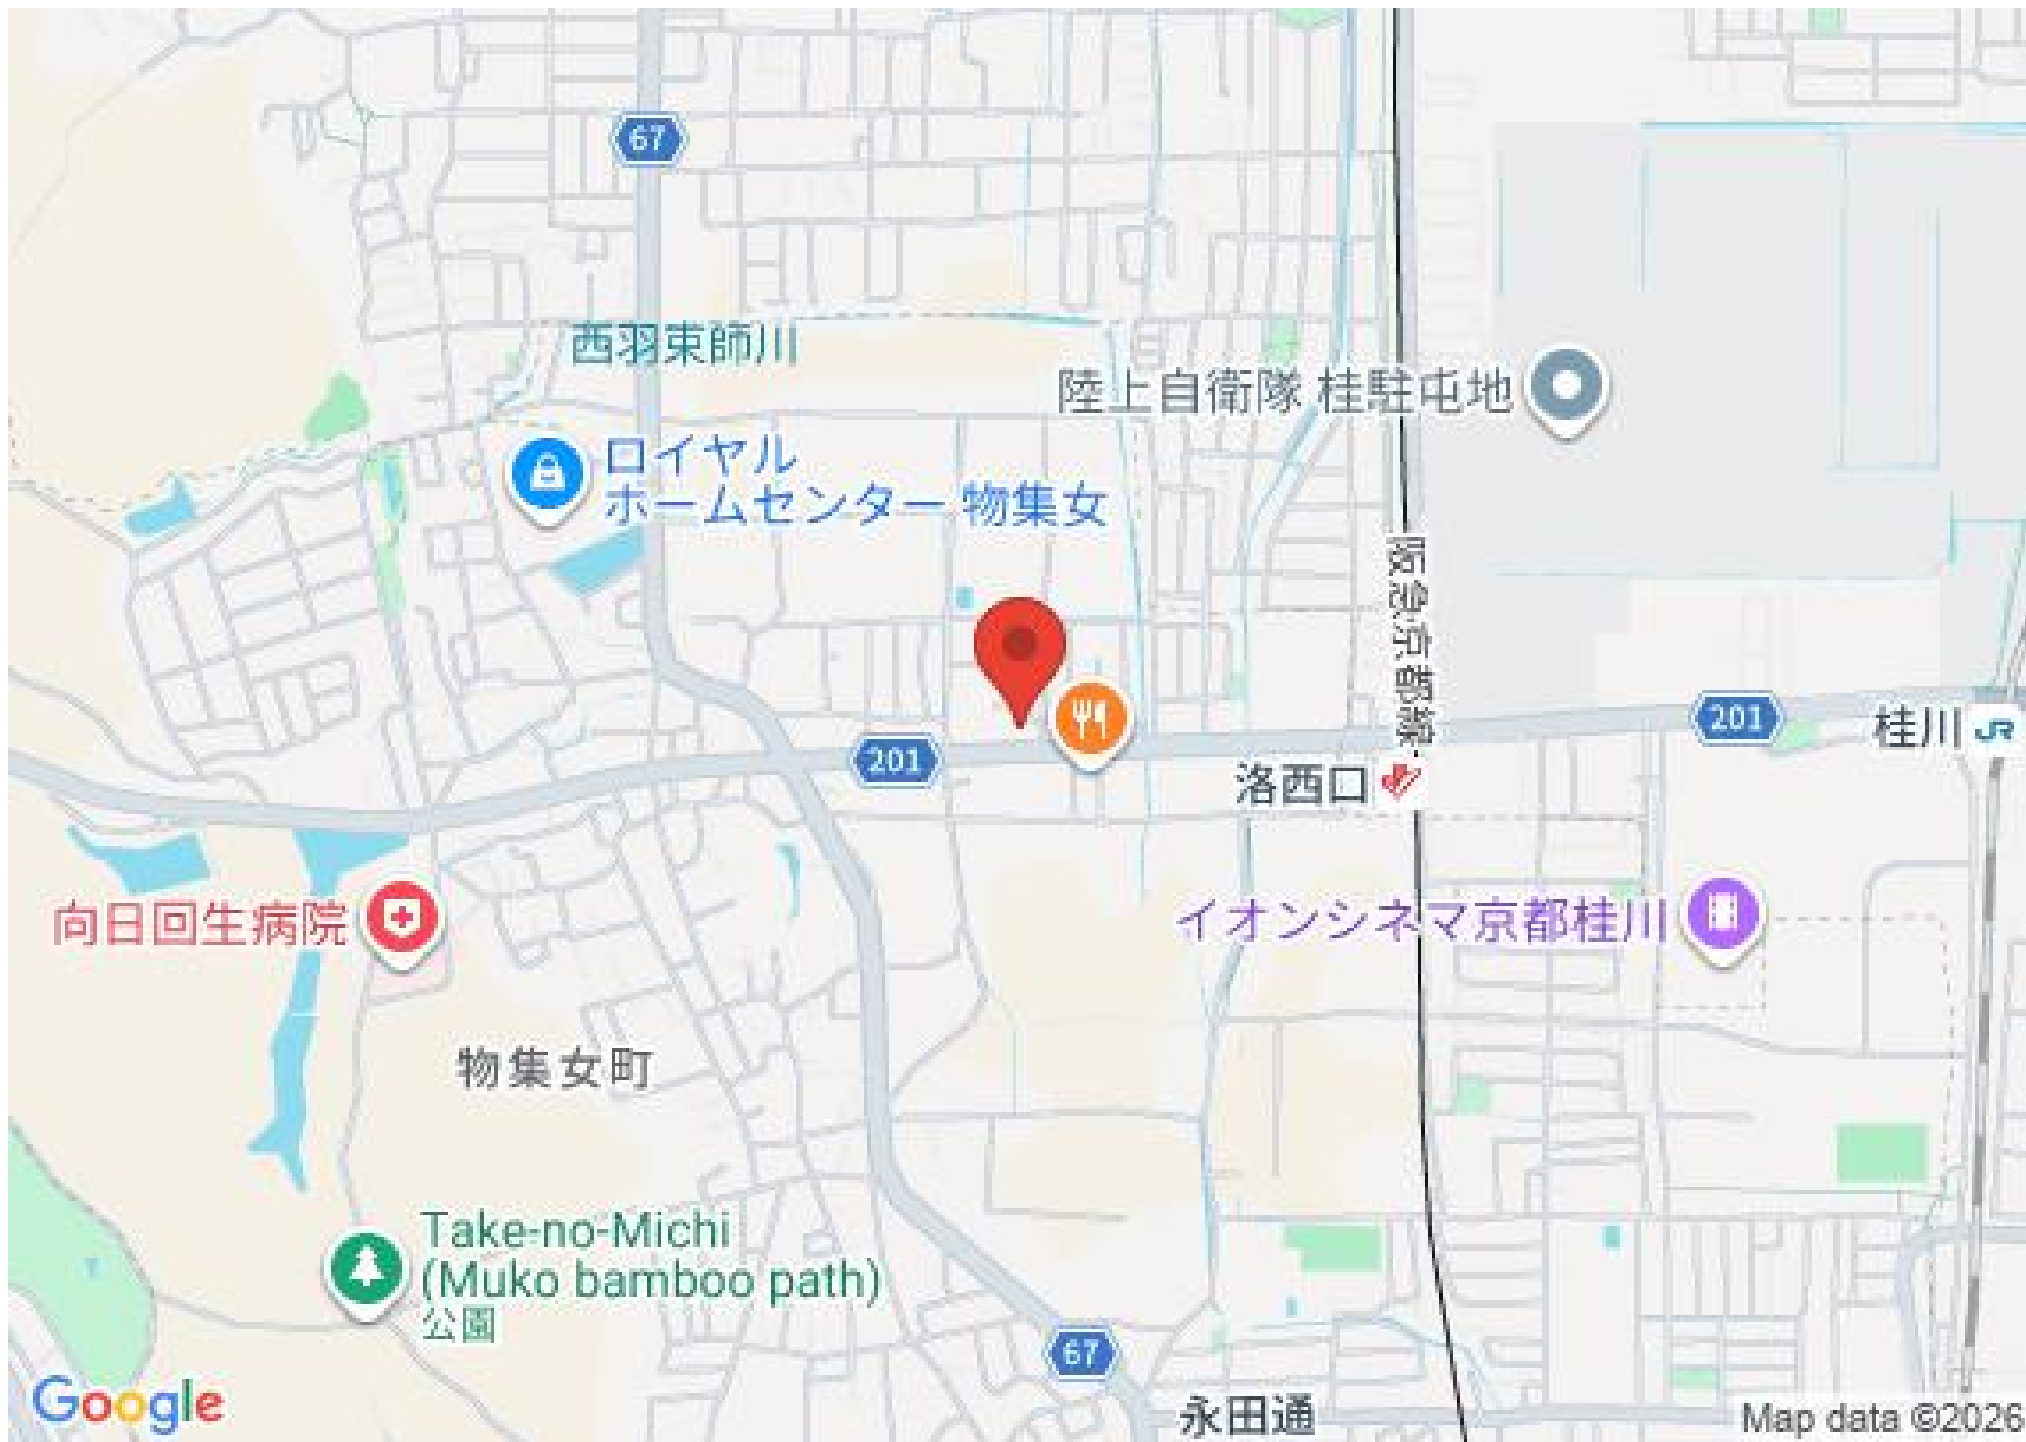 67
西羽束師川
陸上自衛隊 桂駐屯地
ロイヤル
ホームセンター 物集女
阪急京都線
201
桂川
201
洛西口
向日回生病院
イオンシネマ京都桂川
物集女町
Take-no-Michi
(Muko bamboo path)
公園
67
永田通
Google
Map data ©2026